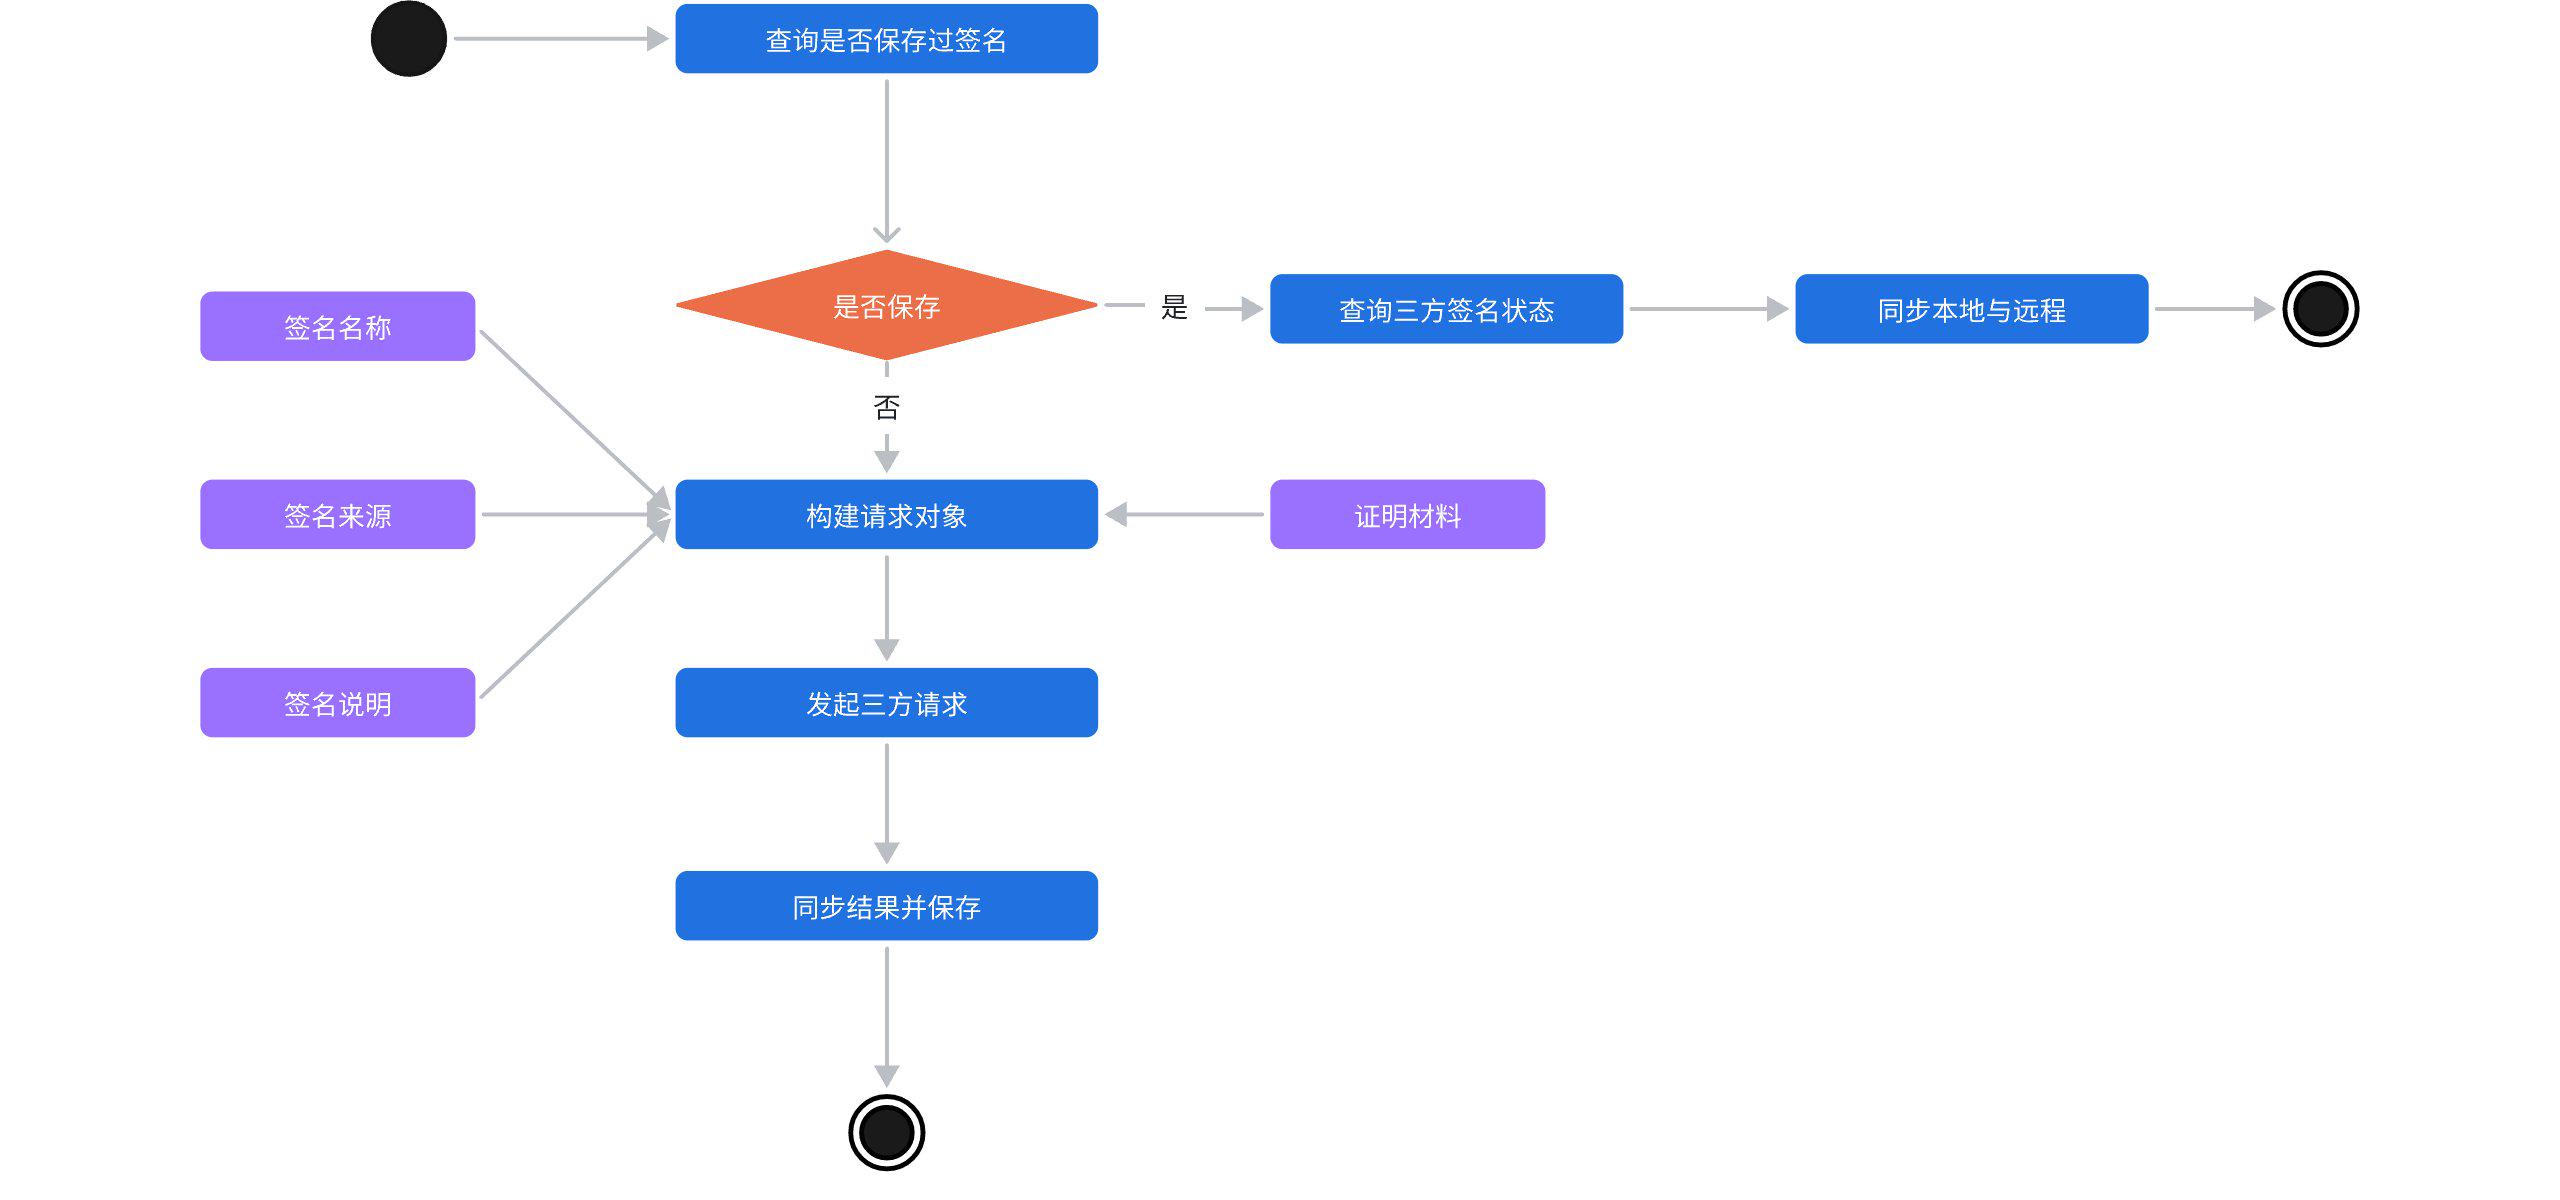 查询是否保存过签名
是否保存
是
查询三方签名状态
同步本地与远程
签名名称
否
签名来源
构建请求对象
证明材料
签名说明
发起三方请求
同步结果并保存